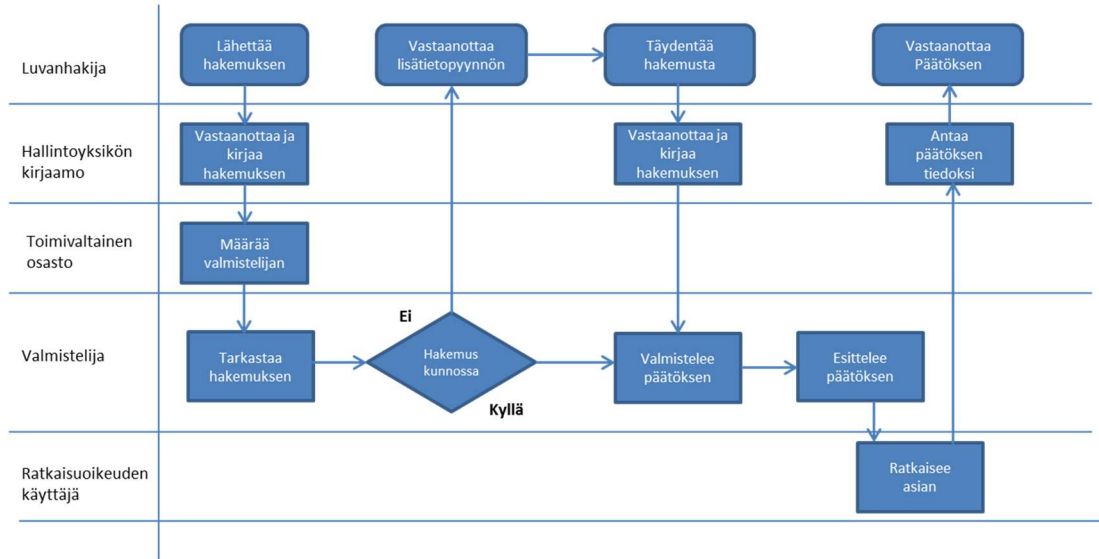 Luvanhakija
Lähettää
hakemuksen
Vastaanottaa
lisätietopyynnön
Täydentää
hakemusta
Vastaanottaa
Päätöksen
Hallintoyksikön
kirjaamo
Vastaanottaa ja
kirjaa
hakemuksen
Vastaanottaa
ja kirjaa
hakemuksen
Antaa
päätöksen
tiedoksi
Toimivaltainen
osasto
Määrää
valmistelijan
Valmistelija
Tarkastaa
hakemuksen
Ei
Hakemus
kunnossa
Kyllä
Valmistelee
päätöksen
Esittelee
päätöksen
Ratkaisuoikeuden
käyttäjä
Ratkaisee
asian